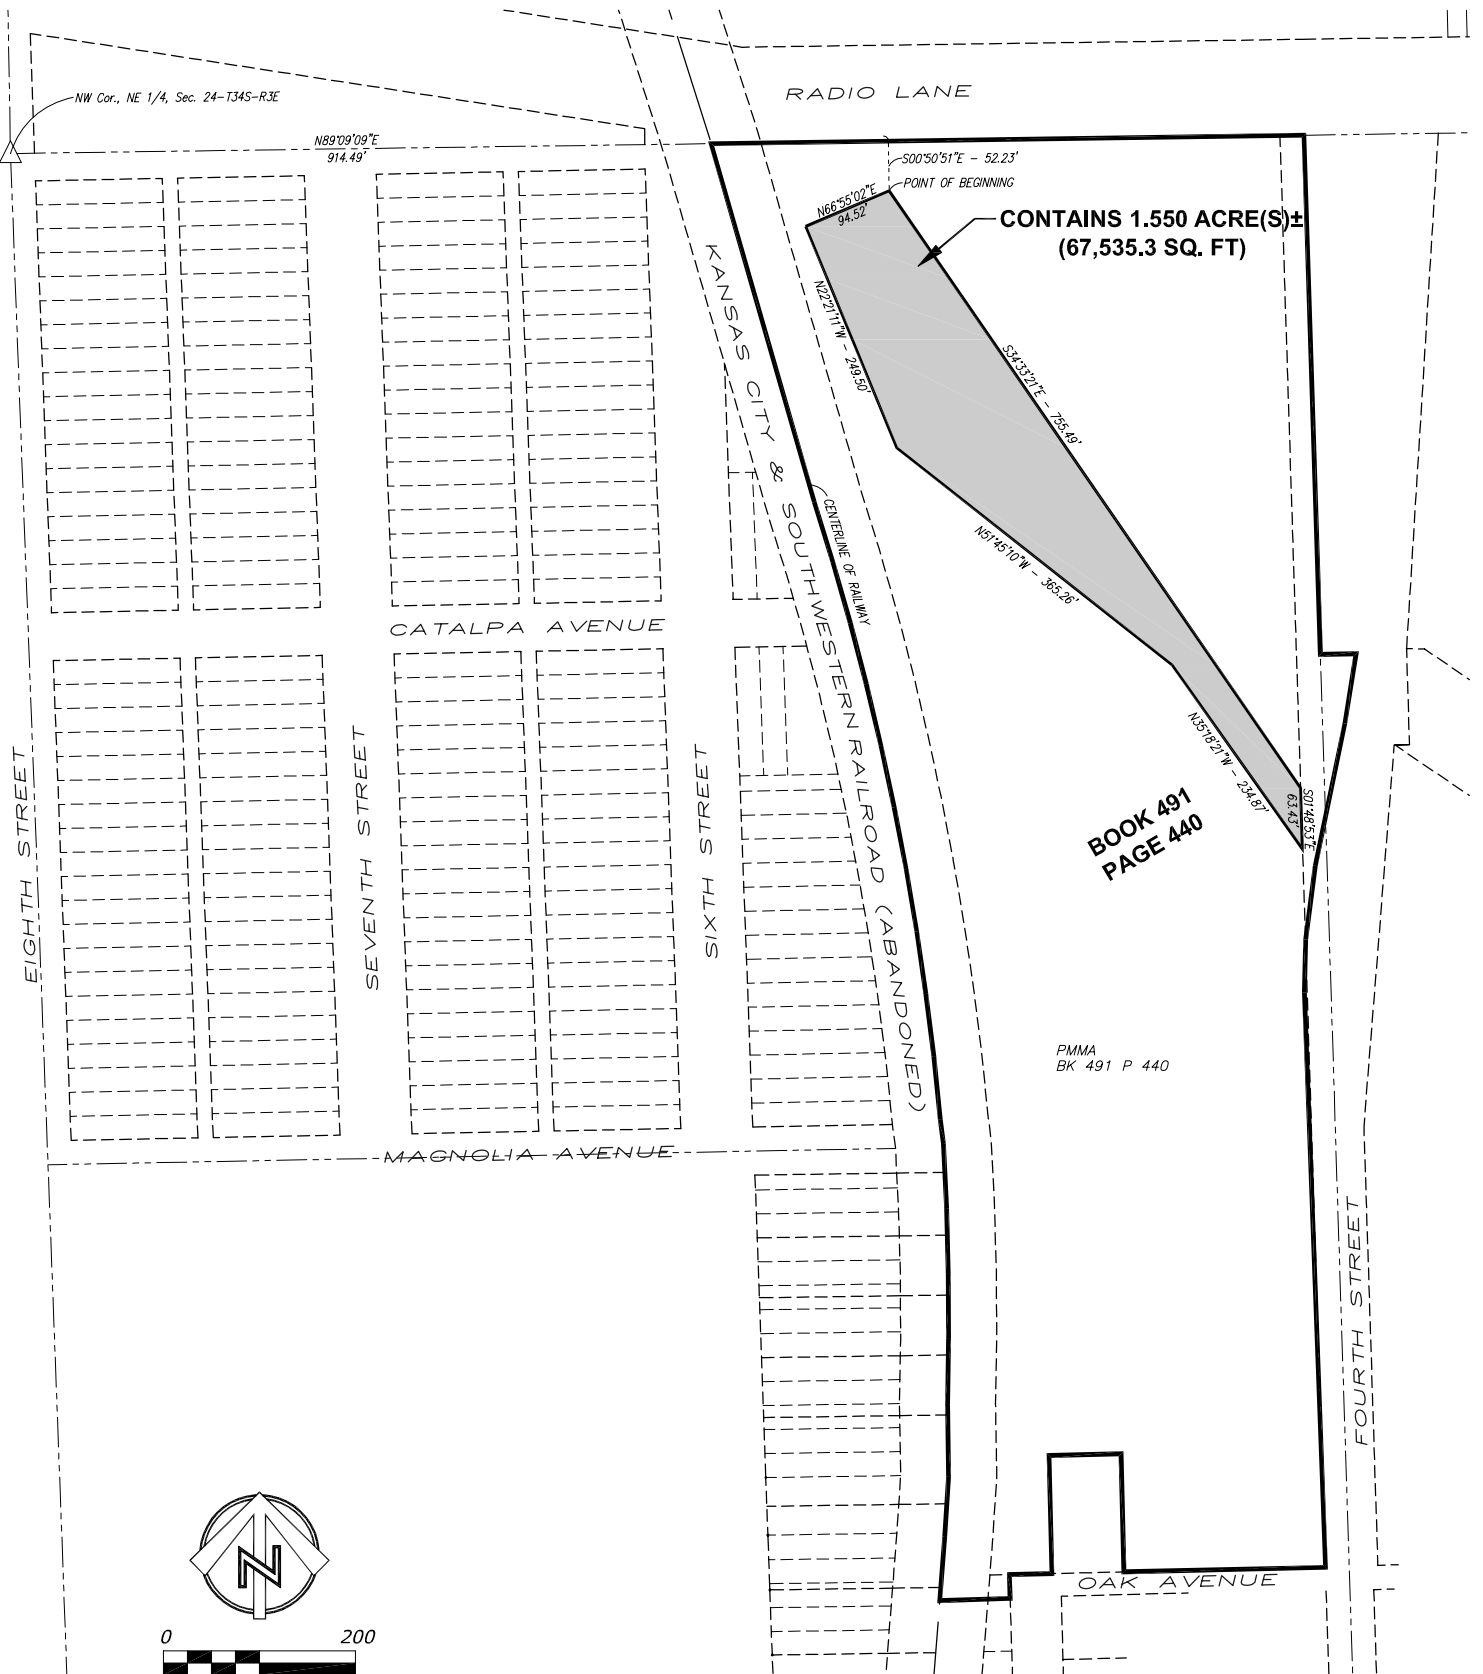 RADIO LANE
NW Cor., NE 1/4, Sec. 24-T34S-R3E
N89°09'09"E
914.49'
S00°50'51"E - 52.23'
POINT OF BEGINNING
N66°55'02"E
94.52'
CONTAINS 1.550 ACRE(S)±
(67,535.3 SQ. FT)
N22°21'11"W - 249.50'
S34°33'21"E - 755.49'
KANSAS CITY & SOUTHWESTERN RAILROAD (ABANDONED)
CENTERLINE OF RAILWAY
N51°45'10"W - 365.26'
CATALPA AVENUE
N35°18'21"W - 234.87'
S01°48'53"E
63.43'
BOOK 491
PAGE 440
EIGHTH STREET
SEVENTH STREET
SIXTH STREET
PMMA
BK 491 P 440
MAGNOLIA AVENUE
FOURTH STREET
OAK AVENUE
N
0 200